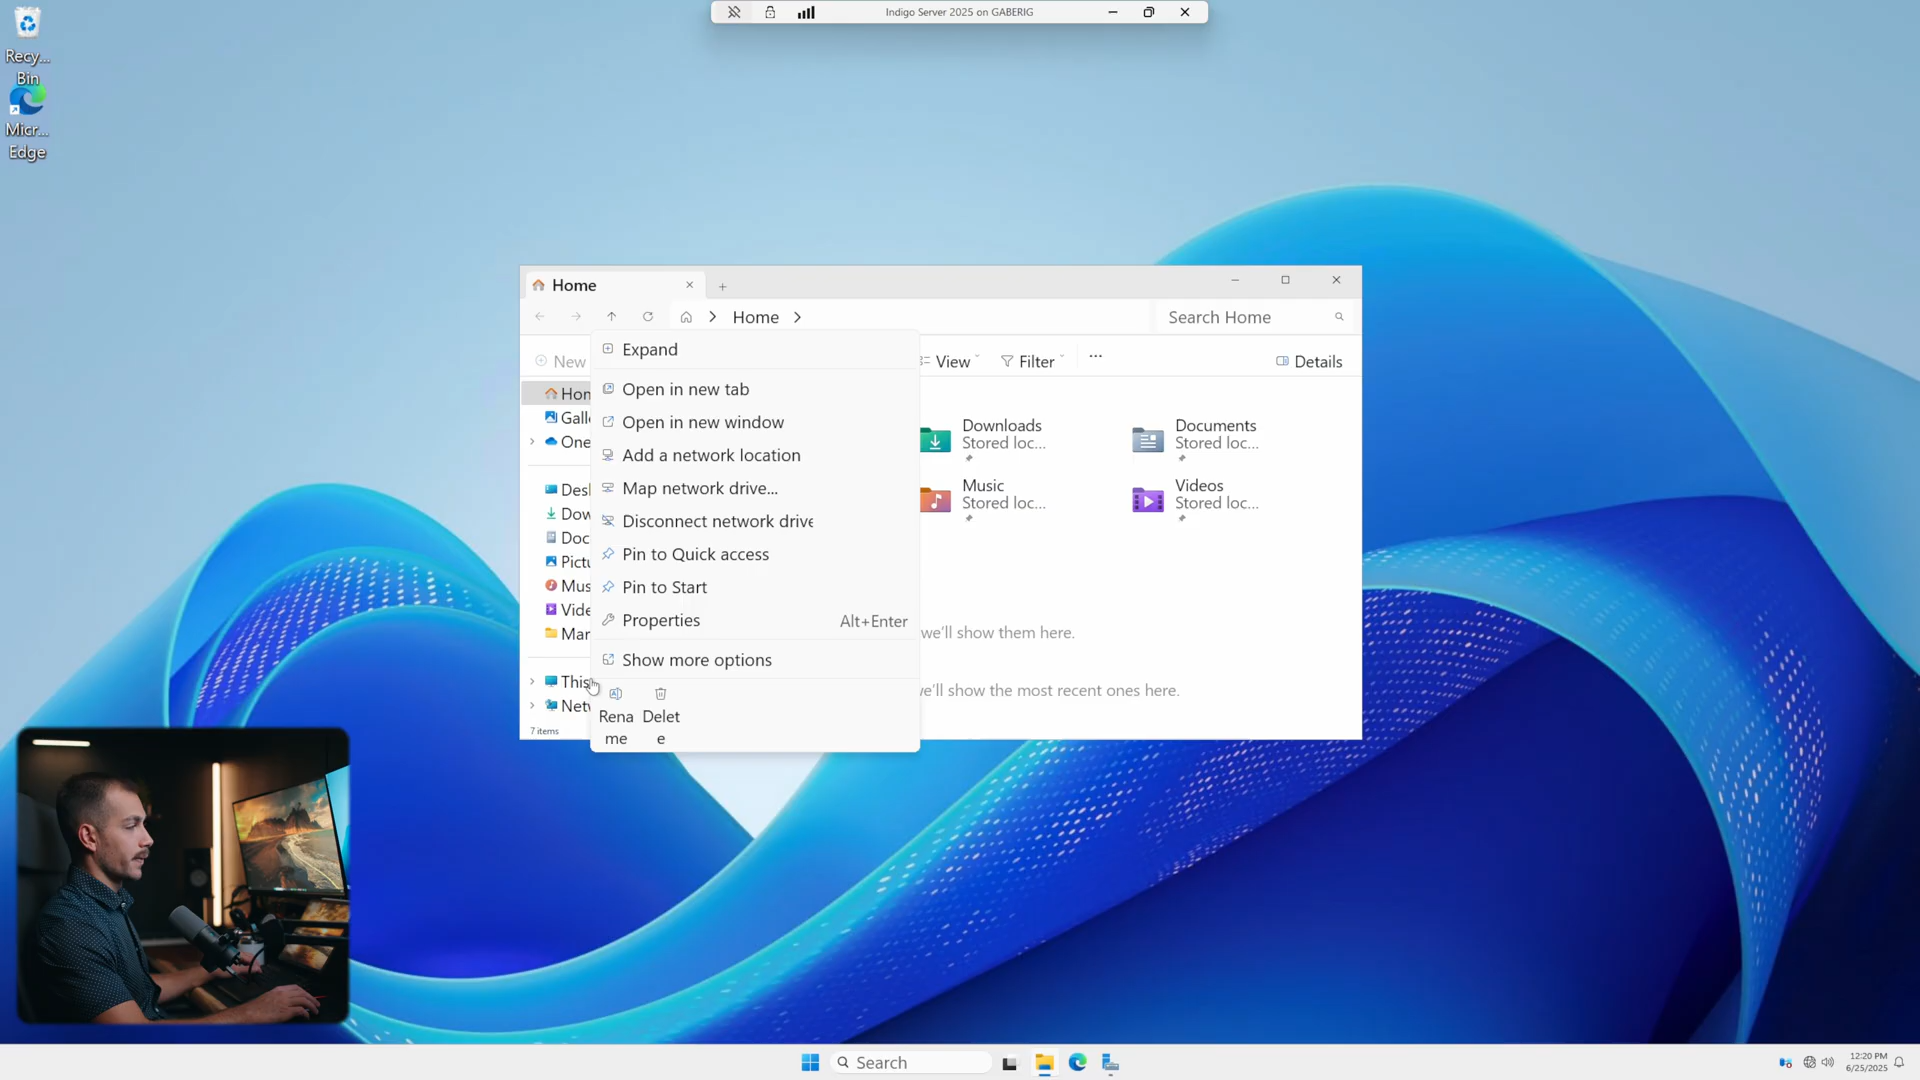 Recy...
Bin
Micr...
Edge
Indigo Server 2025 on GABERIG
Home
Home
Search Home
New
View
Filter
...
Details
Hom
Galle
One
Desk
Dow
Doc
Pictu
Mus
Vide
Mar
This
Netw
7 items
Expand
Open in new tab
Open in new window
Add a network location
Map network drive...
Disconnect network drive
Pin to Quick access
Pin to Start
Properties Alt+Enter
Show more options
Rena
me
Delet
e
Downloads
Stored loc...
Documents
Stored loc...
Music
Stored loc...
Videos
Stored loc...
we'll show them here.
we'll show the most recent ones here.
Search
12:20 PM
6/25/2025